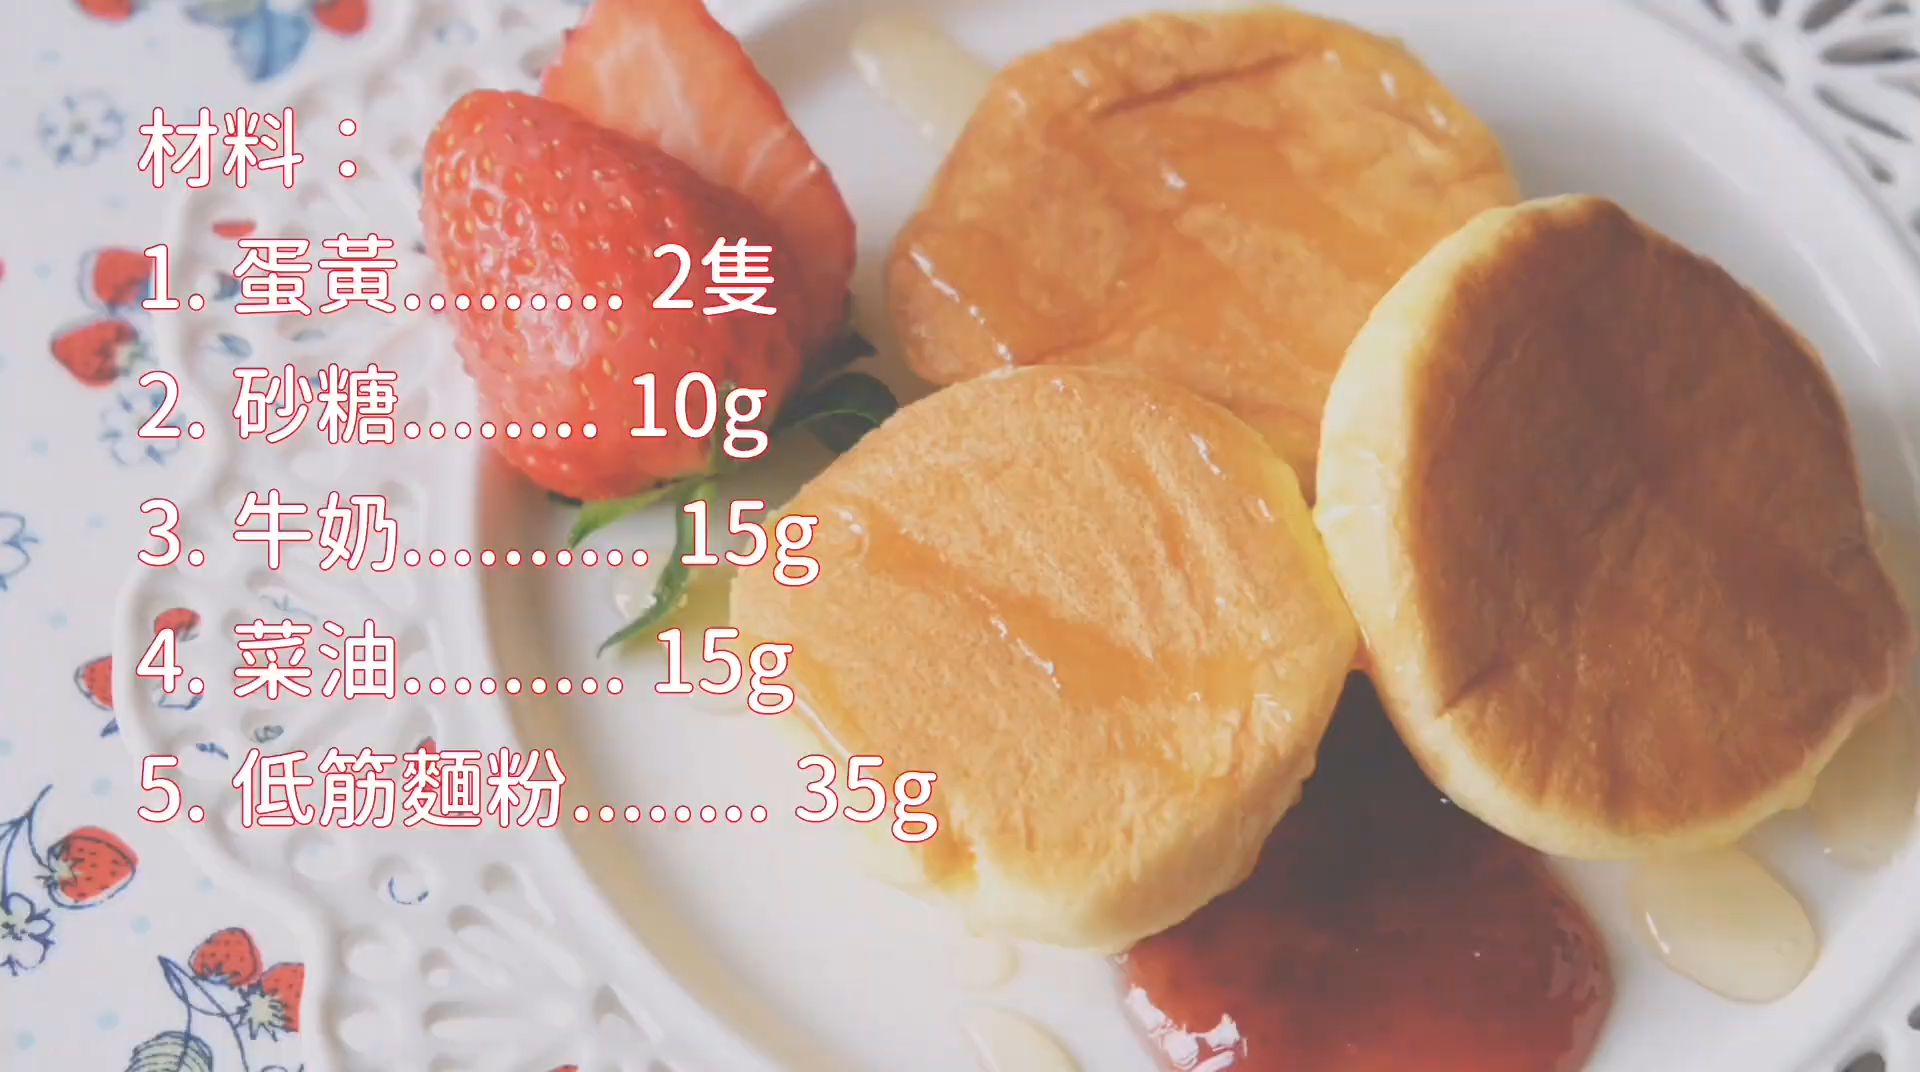 材料：
1. 蛋黃......... 2隻
2. 砂糖........ 10g
3. 牛奶.......... 15g
4. 菜油......... 15g
5. 低筋麵粉........ 35g